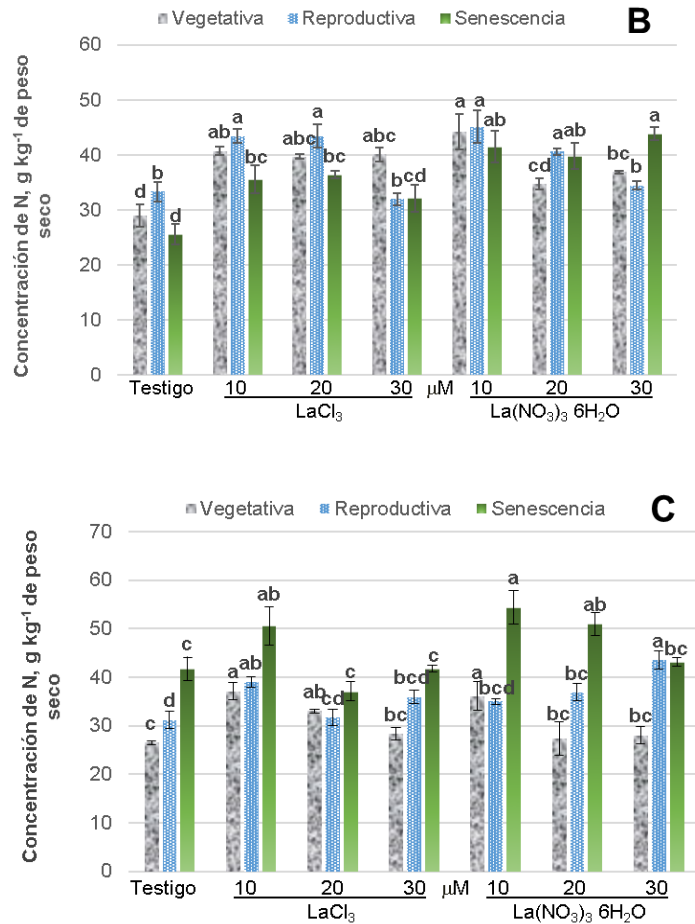 Vegetativa Reproductiva Senescencia
B
60
50
40
30
20
10
0
Concentración de N, g kg⁻¹ de peso
seco
d b d
ab a bc
abc a bc
abc b cd
a a ab
cd a ab
bc b a
Testigo 10 20 30 μM 10 20 30
LaCl₃ La(NO₃)₃ 6H₂O
Vegetativa Reproductiva Senescencia
C
70
60
50
40
30
20
10
0
Concentración de N, g kg⁻¹ de peso
seco
c d c
a ab ab
ab cd c
bc bcd c
a bcd a
bc bc ab
bc a bc
Testigo 10 20 30 μM 10 20 30
LaCl₃ La(NO₃)₃ 6H₂O